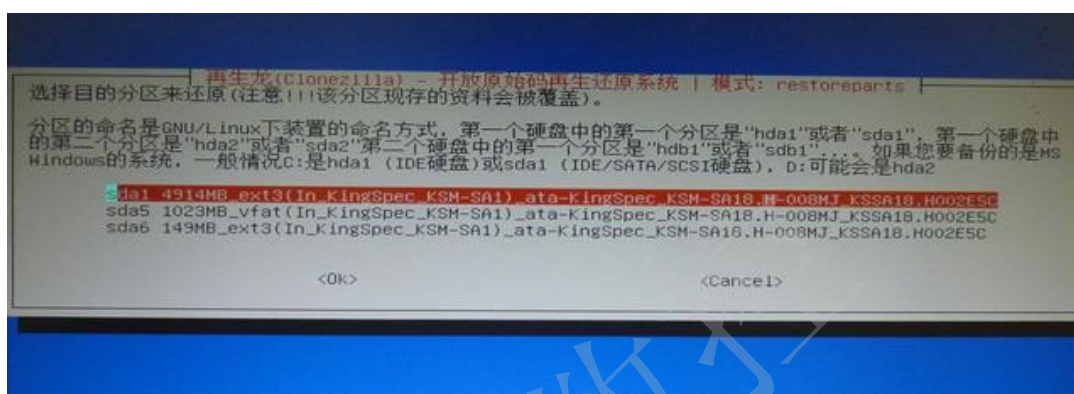 再生龙(Clonezilla) - 开放原始码再生还原系统 | 模式: restoreparts
选择目的分区来还原(注意!!!该分区现存的资料会被覆盖)。
分区的命名是GNU/Linux下装置的命名方式. 第一个硬盘中的第一个分区是"hda1"或者"sda1". 第一个硬盘中
的第二个分区是"hda2"或者"sda2"第二个硬盘中的第一个分区是"hdb1"或者"sdb1"..... 如果您要备份的是MS
Windows的系统, 一般情况C:是hda1 (IDE硬盘)或sda1 (IDE/SATA/SCSI硬盘), D:可能会是hda2
sda1 4914MB_ext3(In_KingSpec_KSM-SA1)_ata-KingSpec_KSM-SA18.H-008MJ_KSSA18.H002E5C
sda5 1023MB_vfat(In_KingSpec_KSM-SA1)_ata-KingSpec_KSM-SA18.H-008MJ_KSSA18.H002E5C
sda6 149MB_ext3(In_KingSpec_KSM-SA1)_ata-KingSpec_KSM-SA18.H-008MJ_KSSA18.H002E5C
<Ok> <Cancel>